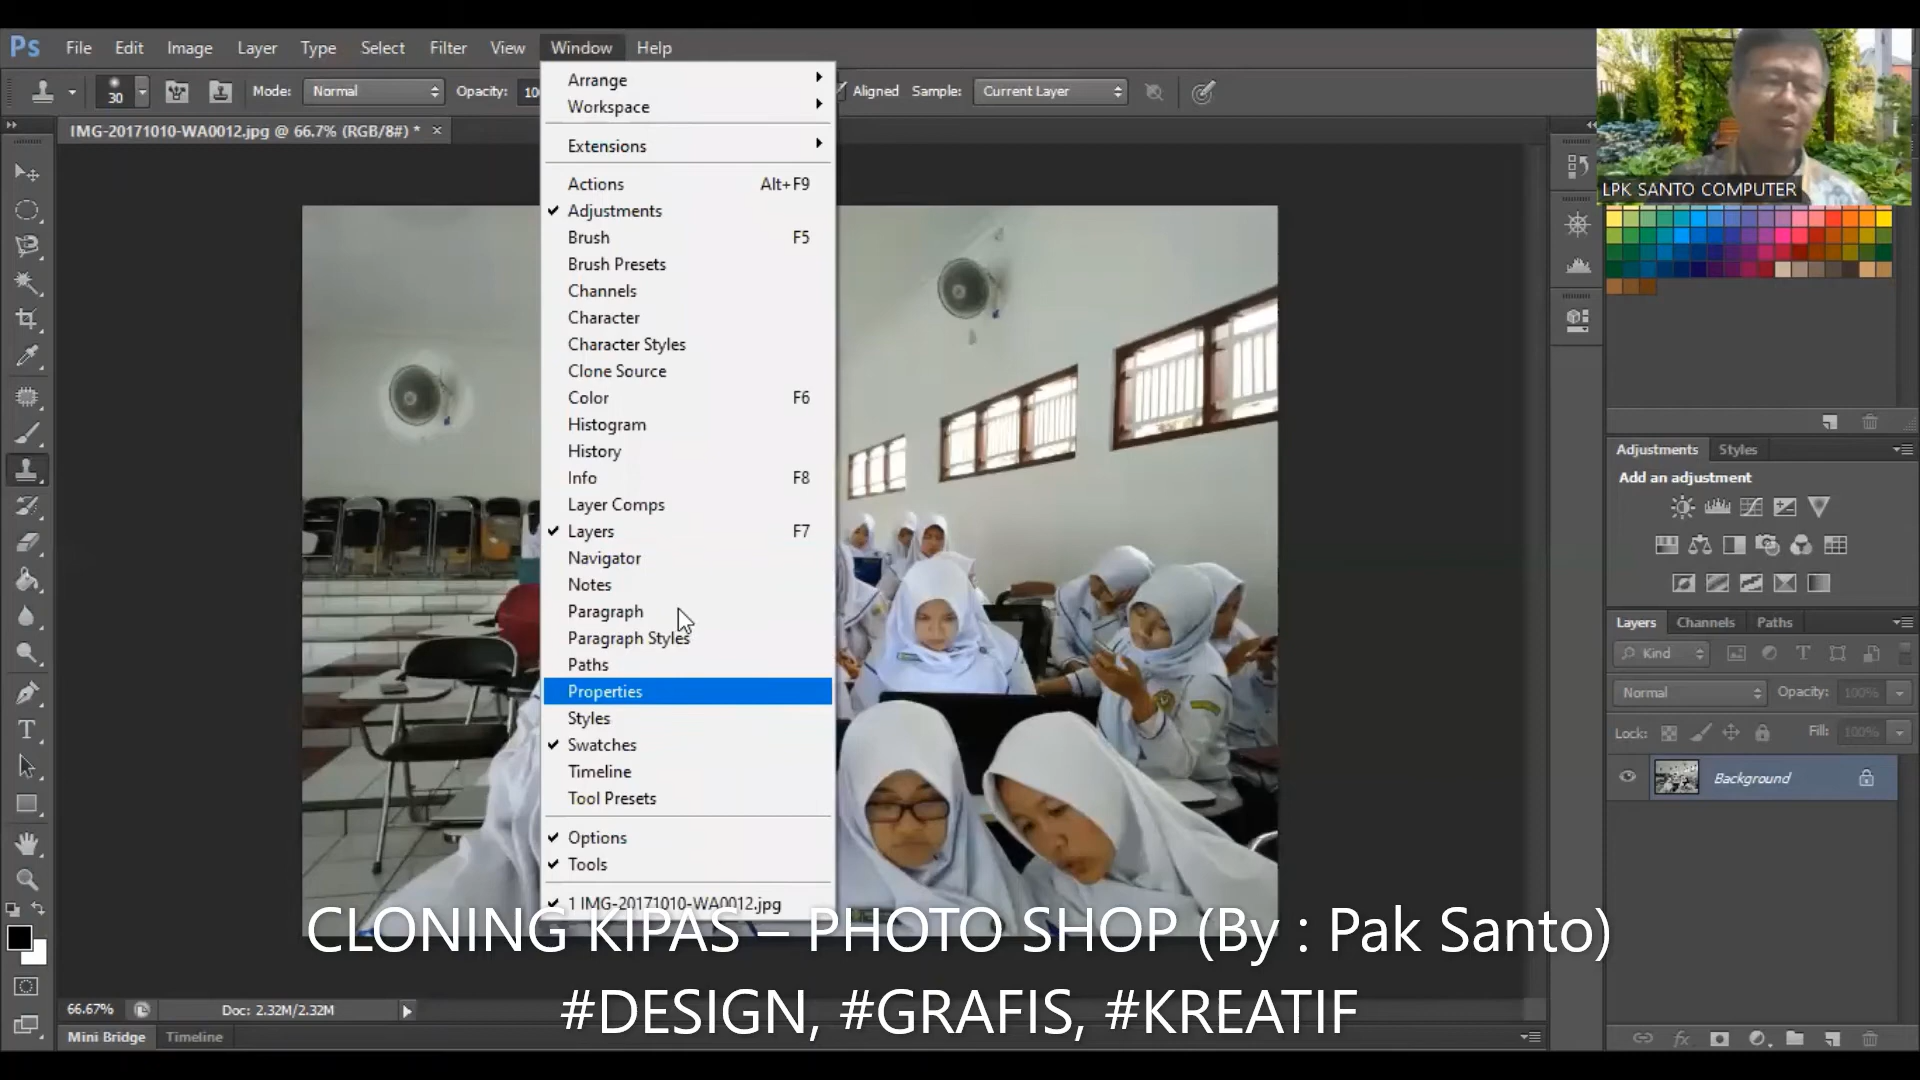 Ps File Edit Image Layer Type Select Filter View Window Help
30 Mode: Normal Opacity: 10 Aligned Sample: Current Layer
IMG-20171010-WA0012.jpg @ 66.7% (RGB/8#) * ×
Arrange
Workspace
Extensions
Actions Alt+F9
Adjustments
Brush F5
Brush Presets
Channels
Character
Character Styles
Clone Source
Color F6
Histogram
History
Info F8
Layer Comps
Layers F7
Navigator
Notes
Paragraph
Paragraph Styles
Paths
Properties
Styles
Swatches
Timeline
Tool Presets
Options
Tools
1 IMG-20171010-WA0012.jpg
LPK SANTO COMPUTER
Adjustments Styles
Add an adjustment
Layers Channels Paths
Kind
Normal Opacity: 100%
Lock: Fill: 100%
Background
CLONING KIPAS – PHOTO SHOP (By : Pak Santo)
#DESIGN, #GRAFIS, #KREATIF
66.67% Doc: 2.32M/2.32M
Mini Bridge Timeline